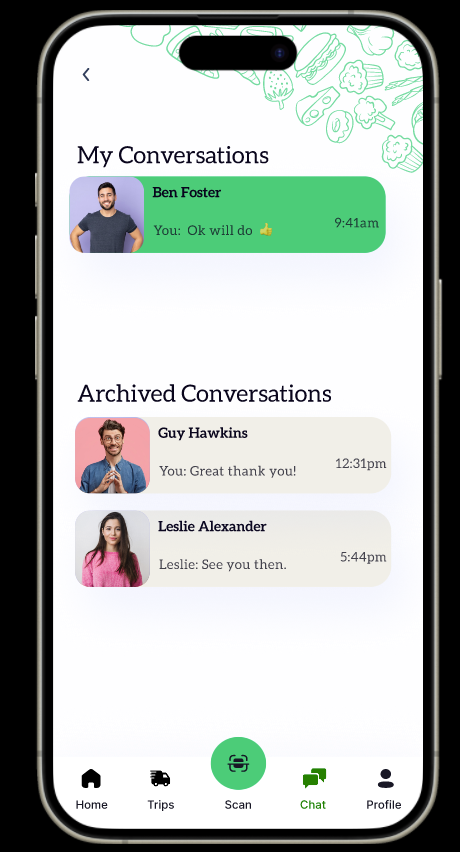 My Conversations
Ben Foster
You: Ok will do 👍
9:41am
Archived Conversations
Guy Hawkins
You: Great thank you!
12:31pm
Leslie Alexander
Leslie: See you then.
5:44pm
Home
Trips
Scan
Chat
Profile